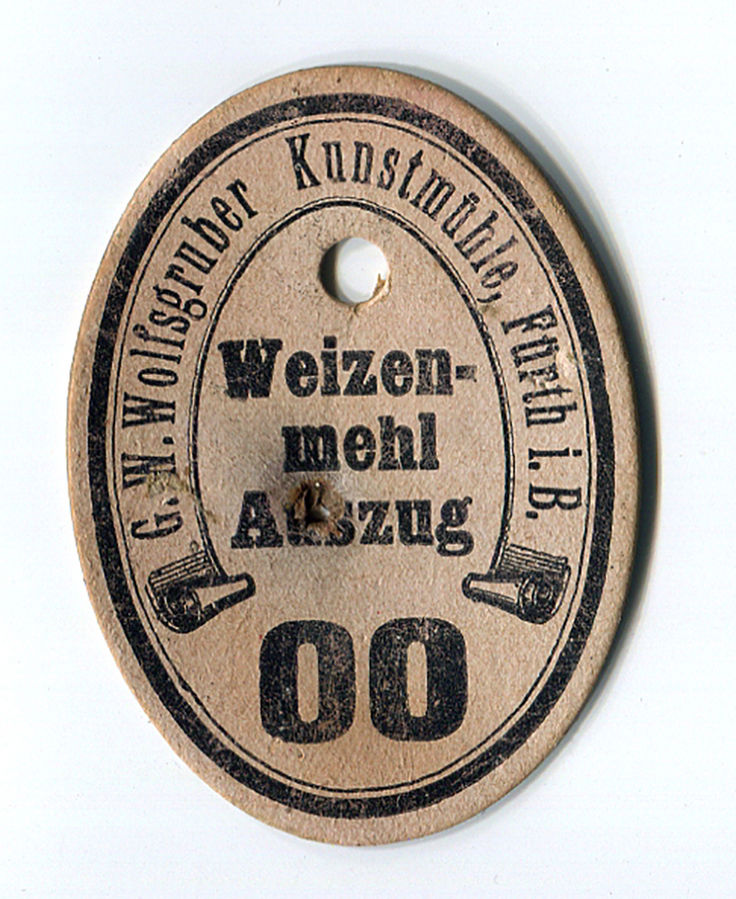 G. W. Wolfsgruber Kunstmühle, Fürth i. B.
Weizen-
mehl
Auszug
00